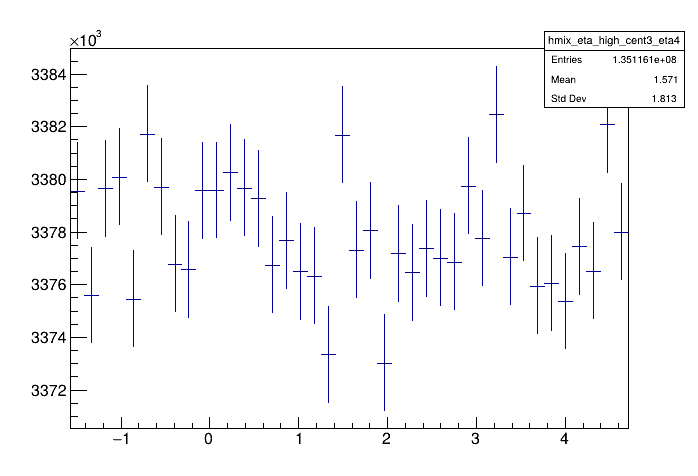 ×10³
hmix_eta_high_cent3_eta4
Entries 1.351161e+08
Mean 1.571
Std Dev 1.813
3384
3382
3380
3378
3376
3374
3372
−1 0 1 2 3 4